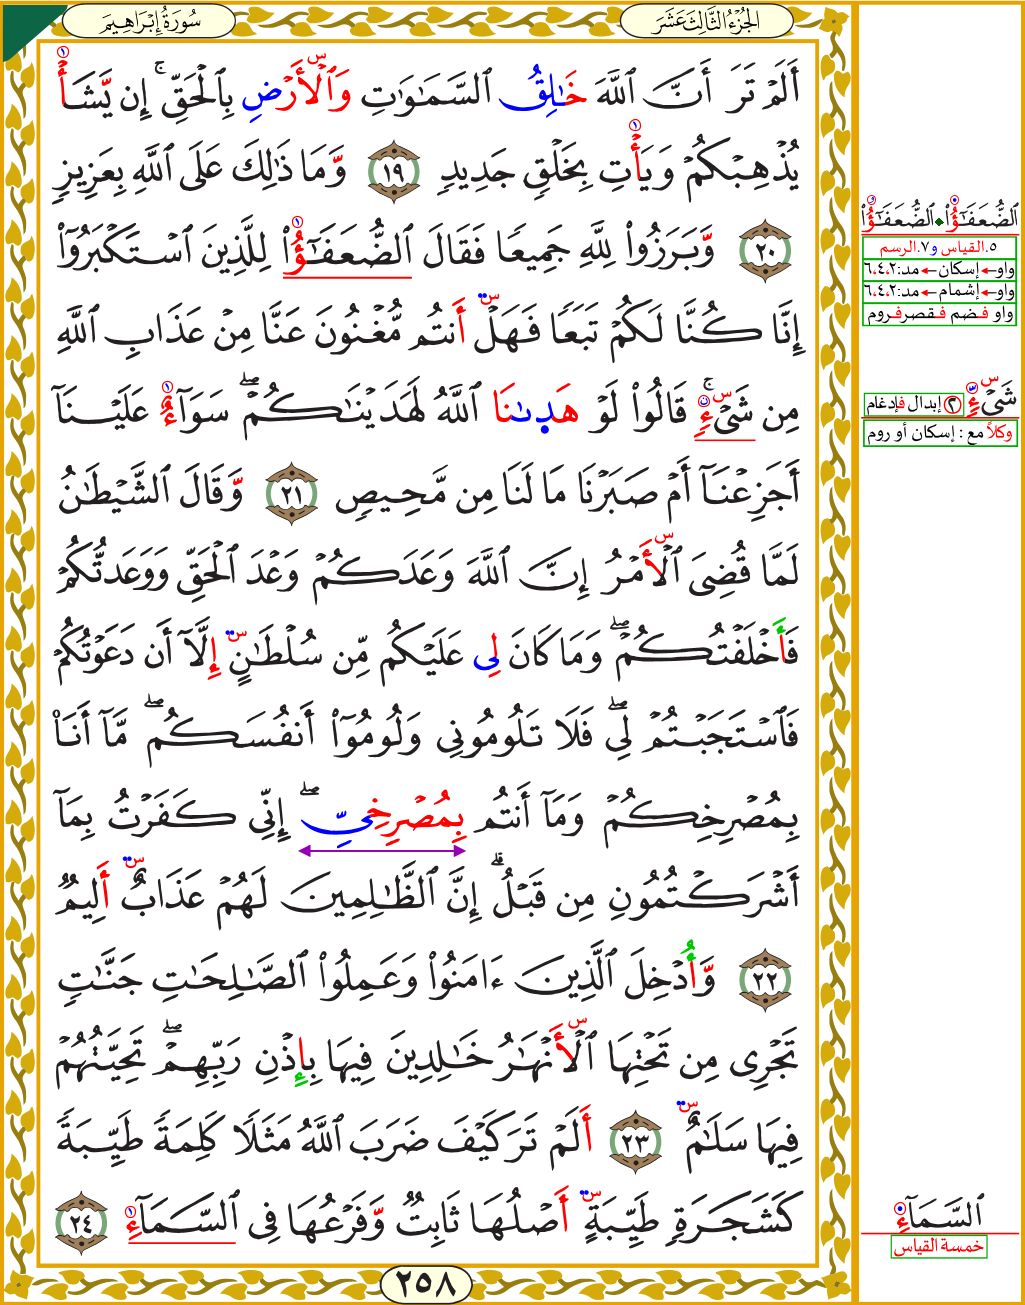 الجُزْءُ الثَّالِثَ عَشَرَ
سُورَةُ إِبْرَاهِيمَ
أَلَمْ تَرَ أَنَّ ٱللَّهَ خَٰلِقُ ٱلسَّمَٰوَٰتِ وَٱلْأَرْضِ بِٱلْحَقِّ ۚ إِن يَّشَأْ
يُذْهِبْكُمْ وَيَأْتِ بِخَلْقٍ جَدِيدٍ ١٩ وَّمَا ذَٰلِكَ عَلَى ٱللَّهِ بِعَزِيزٍ
٢٠ وَّبَرَزُوا۟ لِلَّهِ جَمِيعًا فَقَالَ ٱلضُّعَفَٰٓؤُا۟ لِلَّذِينَ ٱسْتَكْبَرُوٓا۟
إِنَّا كُنَّا لَكُمْ تَبَعًا فَهَلْ أَنتُم مُّغْنُونَ عَنَّا مِنْ عَذَابِ ٱللَّهِ
مِن شَىْءٍ ۚ قَالُوا۟ لَوْ هَدَىٰنَا ٱللَّهُ لَهَدَيْنَٰكُمْ ۖ سَوَآءٌ عَلَيْنَآ
أَجَزِعْنَآ أَمْ صَبَرْنَا مَا لَنَا مِن مَّحِيصٍ ٢١ وَّقَالَ ٱلشَّيْطَٰنُ
لَمَّا قُضِىَ ٱلْأَمْرُ إِنَّ ٱللَّهَ وَعَدَكُمْ وَعْدَ ٱلْحَقِّ وَوَعَدتُّكُمْ
فَأَخْلَفْتُكُمْ ۖ وَمَا كَانَ لِى عَلَيْكُم مِّن سُلْطَٰنٍ إِلَّآ أَن دَعَوْتُكُمْ
فَٱسْتَجَبْتُمْ لِى ۖ فَلَا تَلُومُونِى وَلُومُوٓا۟ أَنفُسَكُم ۖ مَّآ أَنَا۠
بِمُصْرِخِكُمْ وَمَآ أَنتُم بِمُصْرِخِىِّ ۖ إِنِّى كَفَرْتُ بِمَآ
أَشْرَكْتُمُونِ مِن قَبْلُ ۗ إِنَّ ٱلظَّٰلِمِينَ لَهُمْ عَذَابٌ أَلِيمٌ
٢٢ وَّأُدْخِلَ ٱلَّذِينَ ءَامَنُوا۟ وَعَمِلُوا۟ ٱلصَّٰلِحَٰتِ جَنَّٰتٍ
تَجْرِى مِن تَحْتِهَا ٱلْأَنْهَٰرُ خَٰلِدِينَ فِيهَا بِإِذْنِ رَبِّهِمْ ۖ تَحِيَّتُهُمْ
فِيهَا سَلَٰمٌ ٢٣ أَلَمْ تَرَ كَيْفَ ضَرَبَ ٱللَّهُ مَثَلًا كَلِمَةً طَيِّبَةً
كَشَجَرَةٍ طَيِّبَةٍ أَصْلُهَا ثَابِتٌ وَّفَرْعُهَا فِى ٱلسَّمَآءِ ٢٤
٢٥٨
ٱلضُّعَفَٰٓؤُا۟ ٱلضُّعَفَٰٓؤُا۟
٥.القياس و٧.الرسم
واو←إسكان←مد:٦،٤،٢
واو←إشمام←مد:٦،٤،٢
واو فضم فقصرفروم
شَىْءٍ
٢ إبدال فإدغام
وكلاً مع : إسكان أو روم
ٱلسَّمَآءِ
خمسة القياس